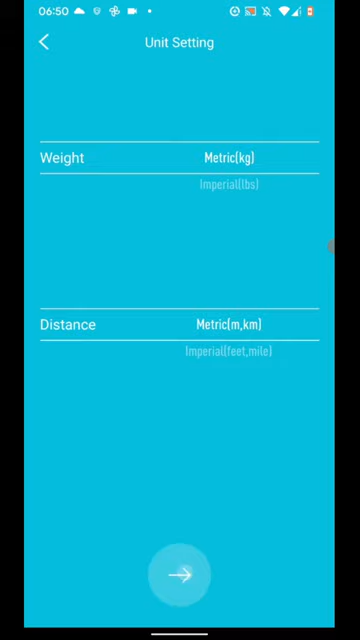 06:50
Unit Setting
Weight
Metric(kg)
Imperial(lbs)
Distance
Metric(m,km)
Imperial(feet,mile)